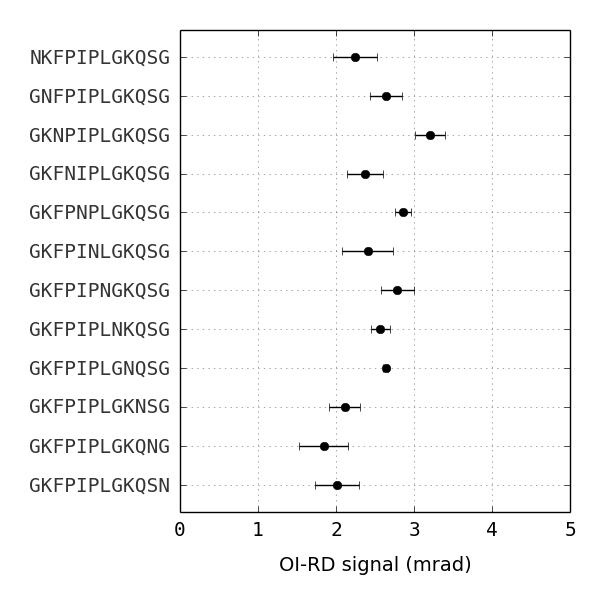 NKFPIPLGKQSG
GNFPIPLGKQSG
GKNPIPLGKQSG
GKFNIPLGKQSG
GKFPNPLGKQSG
GKFPINLGKQSG
GKFPIPNGKQSG
GKFPIPLNKQSG
GKFPIPLGNQSG
GKFPIPLGKNSG
GKFPIPLGKQNG
GKFPIPLGKQSN
0 1 2 3 4 5
OI-RD signal (mrad)